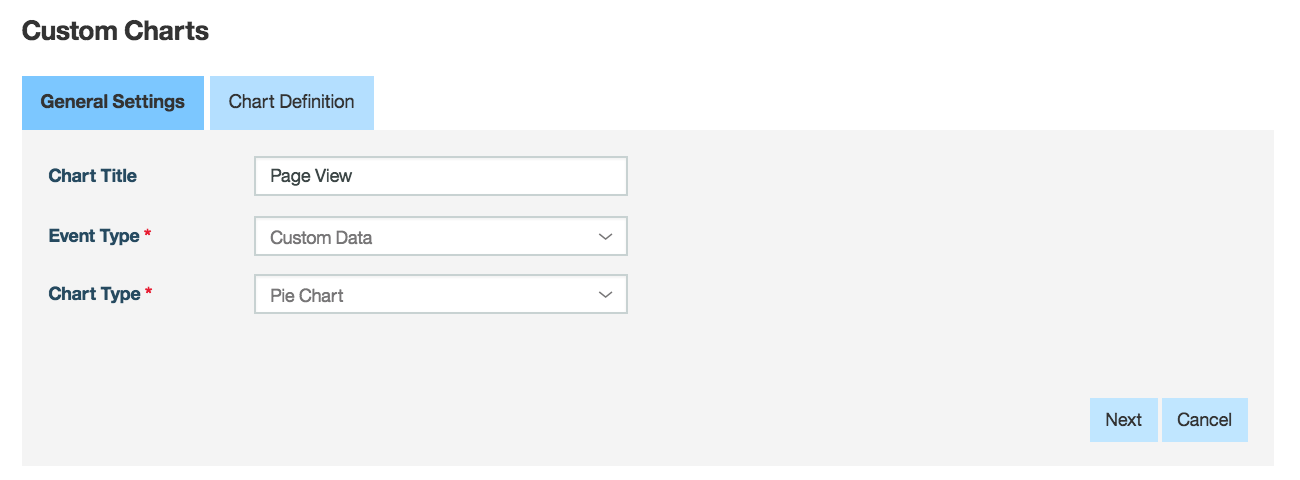 Custom Charts
General Settings Chart Definition
Chart Title Page View
Event Type * Custom Data
Chart Type * Pie Chart
Next Cancel